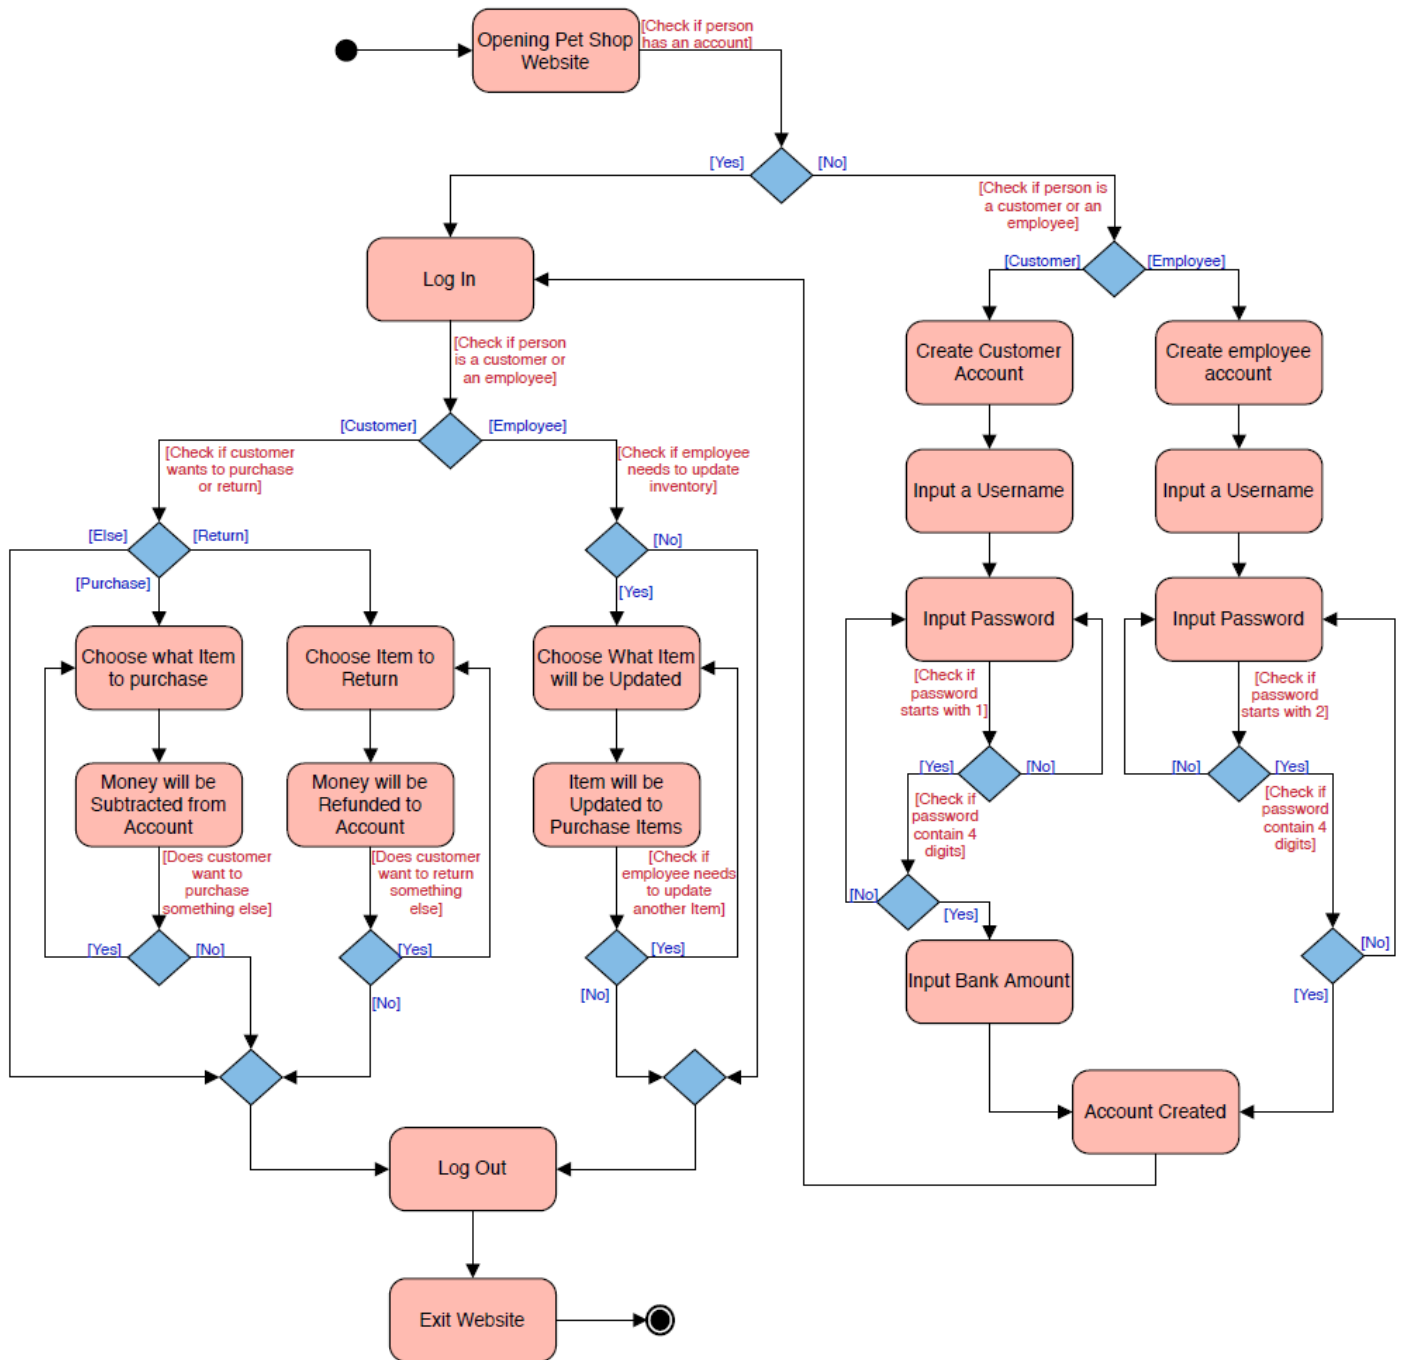 Opening Pet Shop
Website
[Check if person
has an account]
[Yes]
[No]
[Check if person is
a customer or an
employee]
[Customer]
[Employee]
Log In
Create Customer
Account
Create employee
account
[Check if person
is a customer or
an employee]
[Customer]
[Employee]
[Check if customer
wants to purchase
or return]
[Check if employee
needs to update
inventory]
Input a Username
Input a Username
[Else]
[Return]
[Purchase]
[No]
[Yes]
Input Password
Input Password
Choose what Item
to purchase
Choose Item to
Return
Choose What Item
will be Updated
[Check if
password
starts with 1]
[Check if
password
starts with 2]
[Yes]
[No]
[No]
[Yes]
Money will be
Subtracted from
Account
Money will be
Refunded to
Account
Item will be
Updated to
Purchase Items
[Check if
password
contain 4
digits]
[Check if
password
contain 4
digits]
[Does customer
want to
purchase
something else]
[Does customer
want to return
something
else]
[Check if
employee needs
to update
another Item]
[No]
[Yes]
[Yes]
[No]
[Yes]
[Yes]
[No]
[No]
[No]
[Yes]
Input Bank Amount
Account Created
Log Out
Exit Website